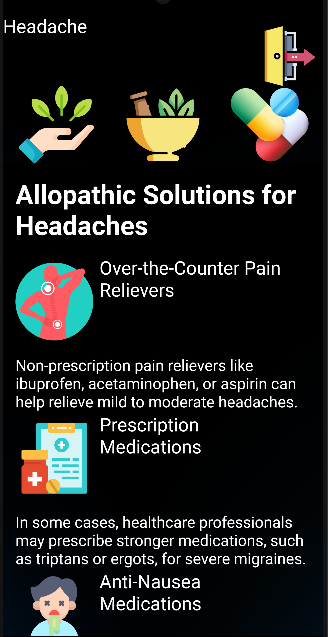 Headache
Allopathic Solutions for
Headaches
Over-the-Counter Pain
Relievers
Non-prescription pain relievers like
ibuprofen, acetaminophen, or aspirin can
help relieve mild to moderate headaches.
Prescription
Medications
In some cases, healthcare professionals
may prescribe stronger medications, such
as triptans or ergots, for severe migraines.
Anti-Nausea
Medications